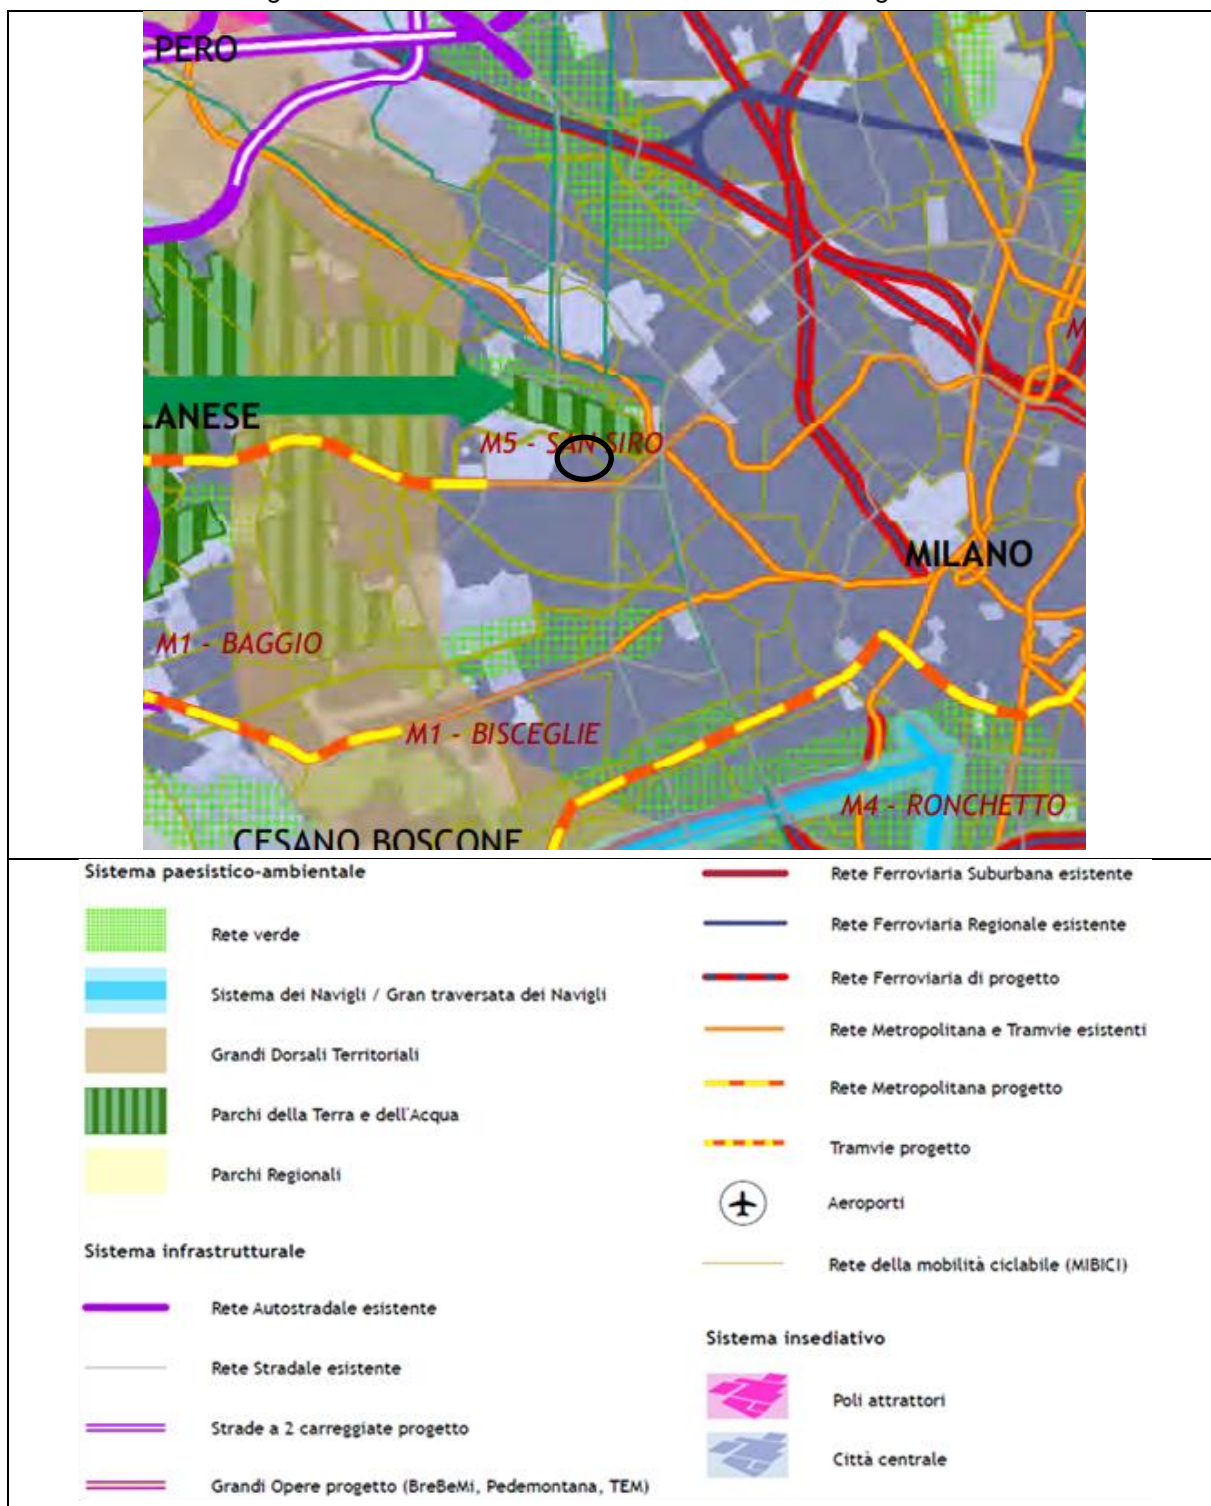 PERO
LANESE
M5 - SAN SIRO
MILANO
M1 - BAGGIO
M1 - BISCEGLIE
M4 - RONCHETTO
CESANO BOSCONE
M
Sistema paesistico-ambientale
Rete verde
Sistema dei Navigli / Gran traversata dei Navigli
Grandi Dorsali Territoriali
Parchi della Terra e dell'Acqua
Parchi Regionali
Sistema infrastrutturale
Rete Autostradale esistente
Rete Stradale esistente
Strade a 2 carreggiate progetto
Grandi Opere progetto (BreBeMi, Pedemontana, TEM)
Rete Ferroviaria Suburbana esistente
Rete Ferroviaria Regionale esistente
Rete Ferroviaria di progetto
Rete Metropolitana e Tramvie esistenti
Rete Metropolitana progetto
Tramvie progetto
Aeroporti
Rete della mobilità ciclabile (MIBICI)
Sistema insediativo
Poli attrattori
Città centrale